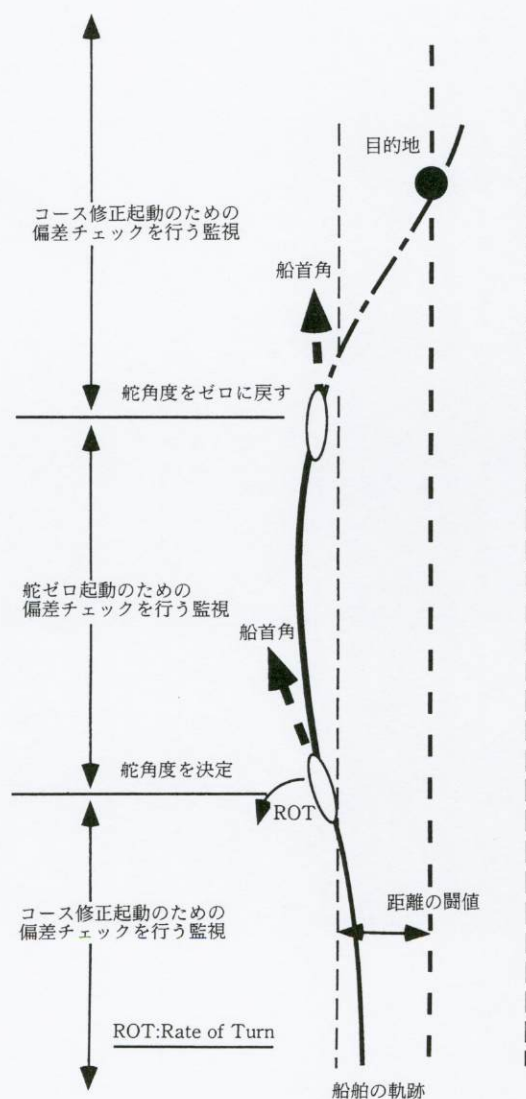 目的地
コース修正起動のための
偏差チェックを行う監視
船首角
舵角度をゼロに戻す
舵ゼロ起動のための
偏差チェックを行う監視
船首角
舵角度を決定
ROT
コース修正起動のための
偏差チェックを行う監視
距離の閾値
ROT:Rate of Turn
船舶の軌跡